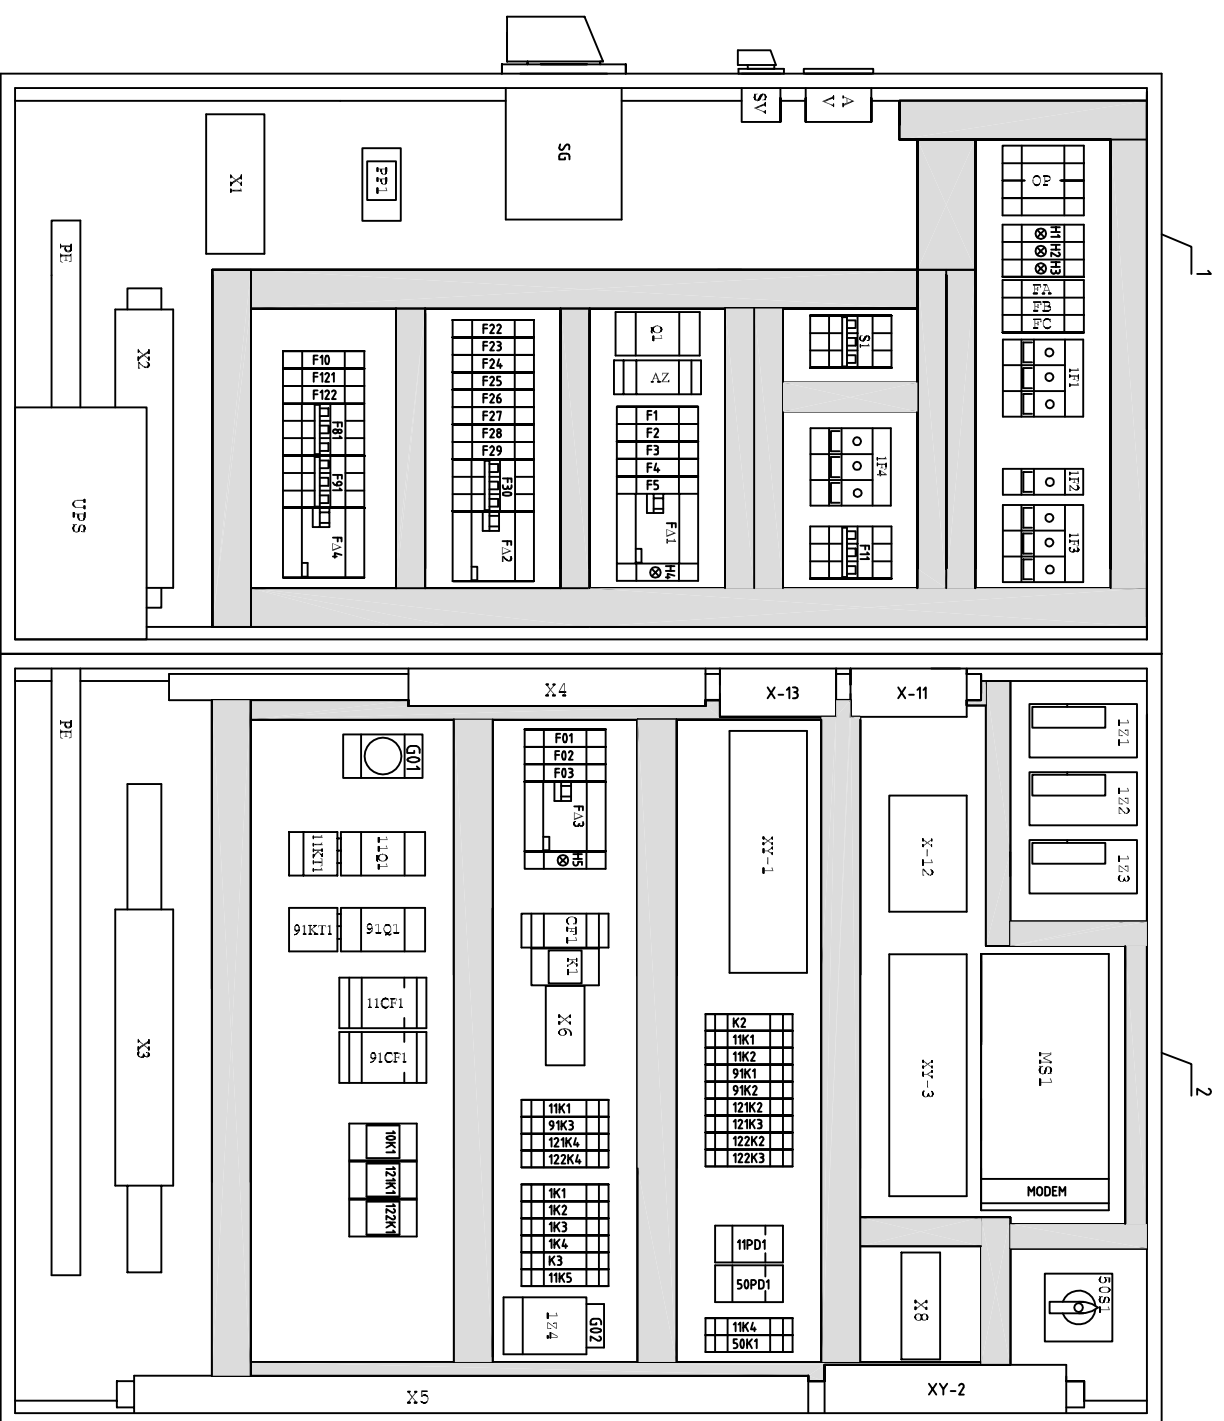 SG
SV
A
V
1
X1
PP1
OP
H1
H2
H3
FA
FB
FC
PE
X2
F10
F121
F122
F81
F91
F∆4
F22
F23
F24
F25
F26
F27
F28
F29
F30
F∆2
Q1
AZ
F1
F2
F3
F4
F5
F∆1
H4
S1
1F4
F11
1F1
1F2
1F3
UPS
2
PE
X4
X-13
X-11
1Z1
1Z2
1Z3
G01
F01
F02
F03
F∆3
H5
XY-1
X-12
11KT1
11Q1
91KT1
91Q1
CF1
K1
X6
11CF1
91CF1
X3
K2
11K1
11K2
91K1
91K2
121K2
121K3
122K2
122K3
XY-3
MS1
MODEM
10K1
121K1
122K1
11K1
91K3
121K4
122K4
1K1
1K2
1K3
1K4
K3
11K5
11PD1
50PD1
11K4
50K1
1Z4
G02
X8
50S1
X5
XY-2